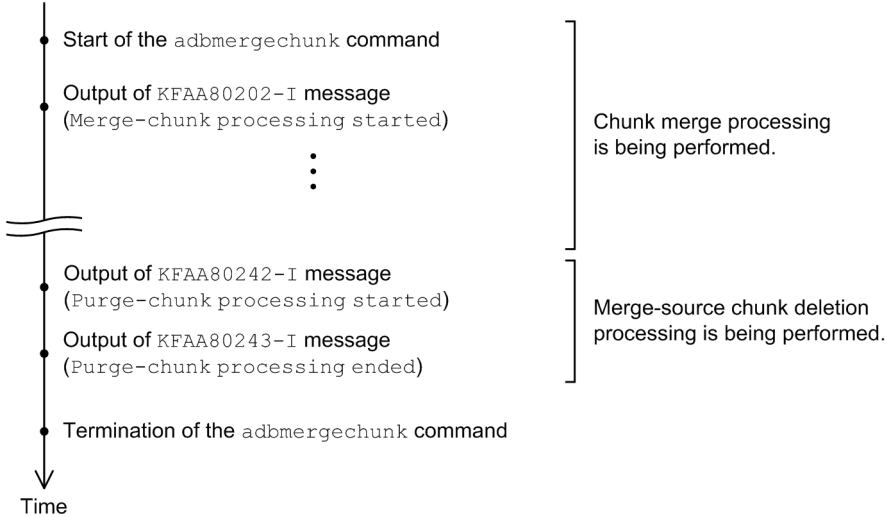 Start of the adbmergechunk command
Output of KFAA80202-I message
(Merge-chunk processing started)
Chunk merge processing
is being performed.
Output of KFAA80242-I message
(Purge-chunk processing started)
Output of KFAA80243-I message
(Purge-chunk processing ended)
Merge-source chunk deletion
processing is being performed.
Termination of the adbmergechunk command
Time